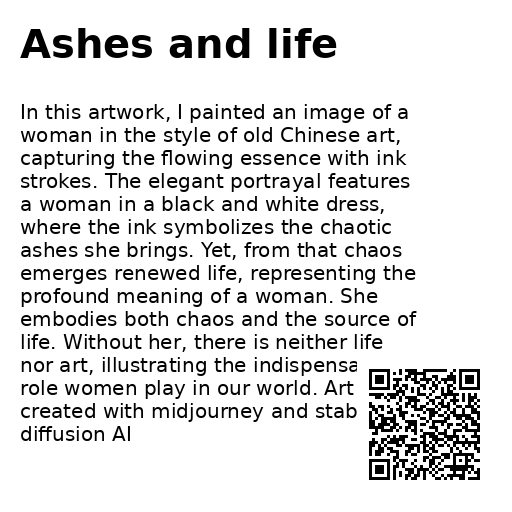 Ashes and life
In this artwork, I painted an image of a
woman in the style of old Chinese art,
capturing the flowing essence with ink
strokes. The elegant portrayal features
a woman in a black and white dress,
where the ink symbolizes the chaotic
ashes she brings. Yet, from that chaos
emerges renewed life, representing the
profound meaning of a woman. She
embodies both chaos and the source of
life. Without her, there is neither life
nor art, illustrating the indispensa
role women play in our world. Art
created with midjourney and stab
diffusion AI